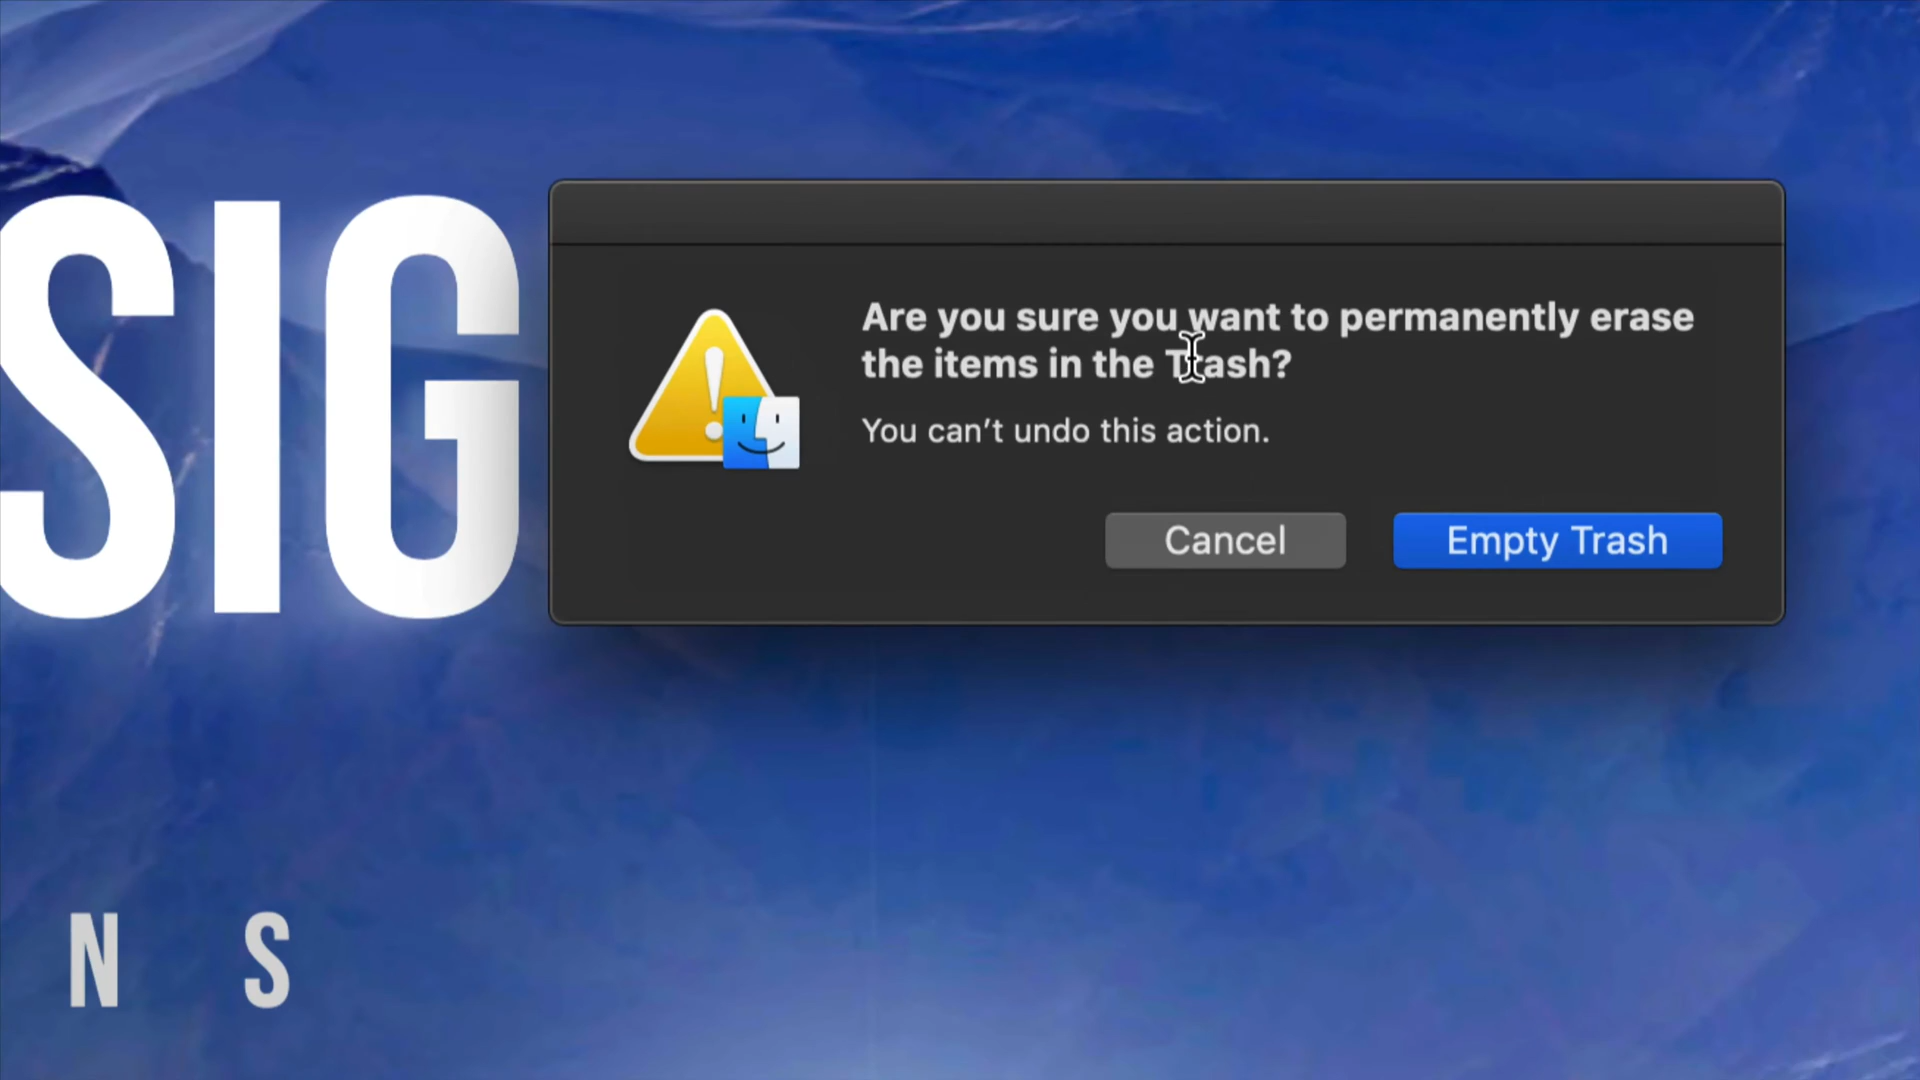 SIG
Are you sure you want to permanently erase
the items in the Trash?
You can’t undo this action.
Cancel
Empty Trash
N S